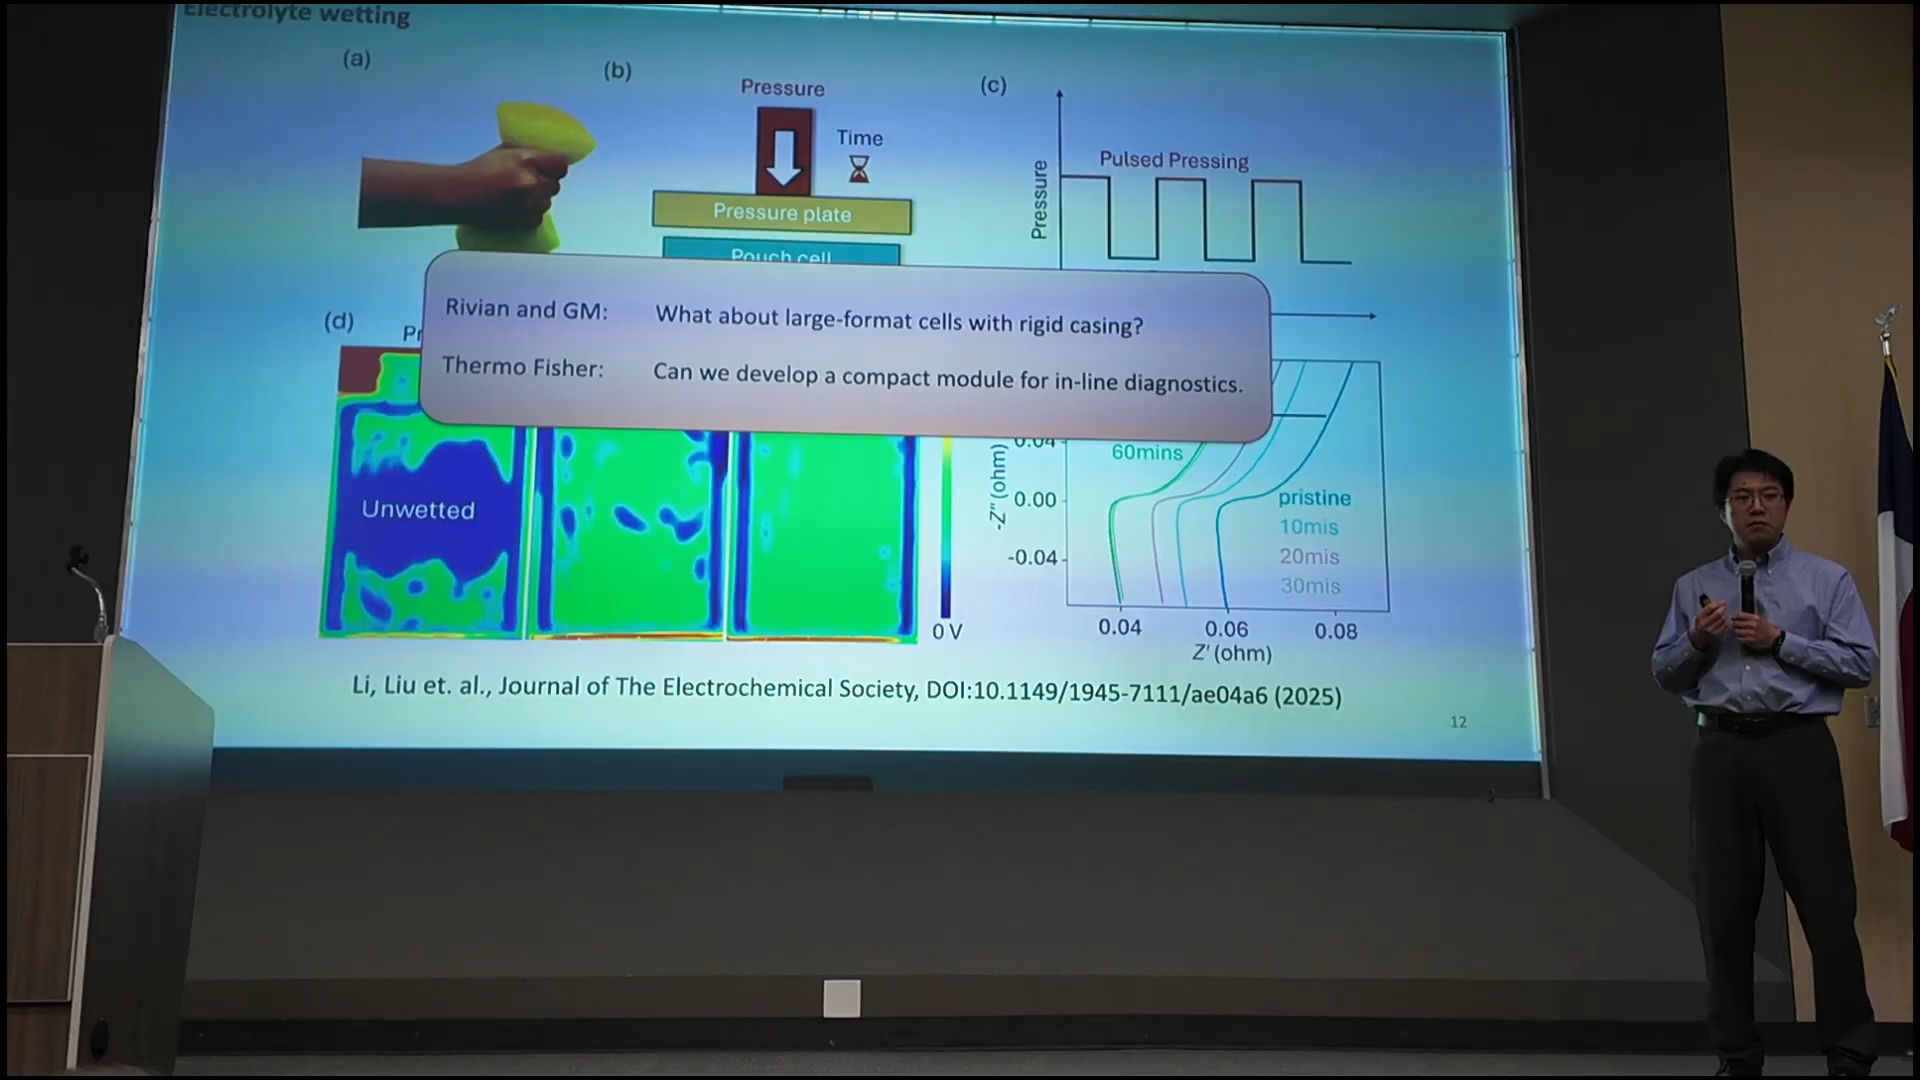 Electrolyte wetting
(a)
(b)
Pressure
Time
Pressure plate
Pouch cell
(c)
Pressure
Pulsed Pressing
Rivian and GM: What about large-format cells with rigid casing?
Thermo Fisher: Can we develop a compact module for in-line diagnostics.
(d)
Unwetted
0 V
-Z" (ohm)
0.04
0.00
-0.04
60mins
pristine
10mis
20mis
30mis
0.04 0.06 0.08
Z' (ohm)
Li, Liu et. al., Journal of The Electrochemical Society, DOI:10.1149/1945-7111/ae04a6 (2025)
12